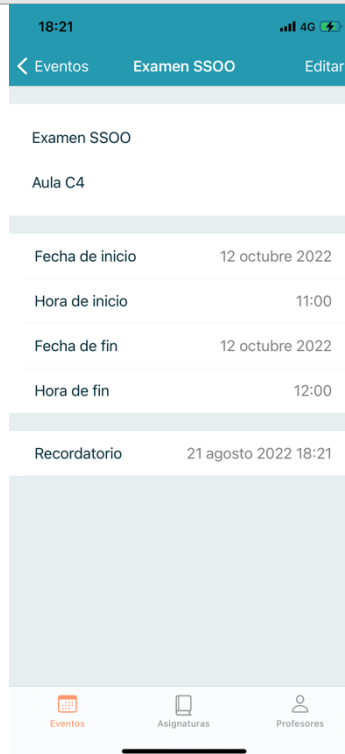 18:21 4G
Eventos Examen SSOO Editar
Examen SSOO
Aula C4
Fecha de inicio 12 octubre 2022
Hora de inicio 11:00
Fecha de fin 12 octubre 2022
Hora de fin 12:00
Recordatorio 21 agosto 2022 18:21
Eventos Asignaturas Profesores